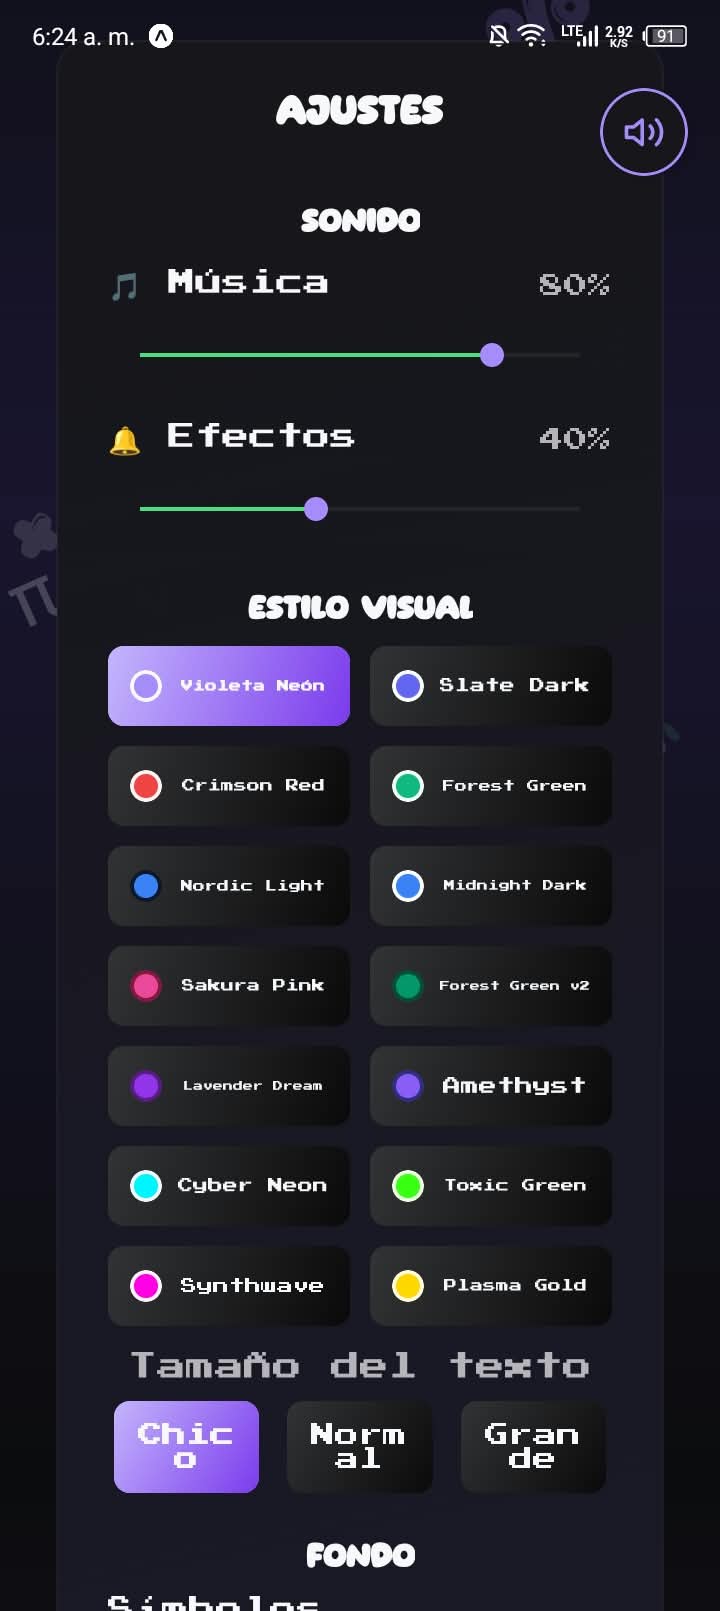 6:24 a. m.
LTE 2.92 K/S 91
AJUSTES
SONIDO
Música 80%
Efectos 40%
π
ESTILO VISUAL
Violeta Neón
Slate Dark
Crimson Red
Forest Green
Nordic Light
Midnight Dark
Sakura Pink
Forest Green v2
Lavender Dream
Amethyst
Cyber Neon
Toxic Green
Synthwave
Plasma Gold
Tamaño del texto
Chic
o
Norm
al
Gran
de
FONDO
Símbolos